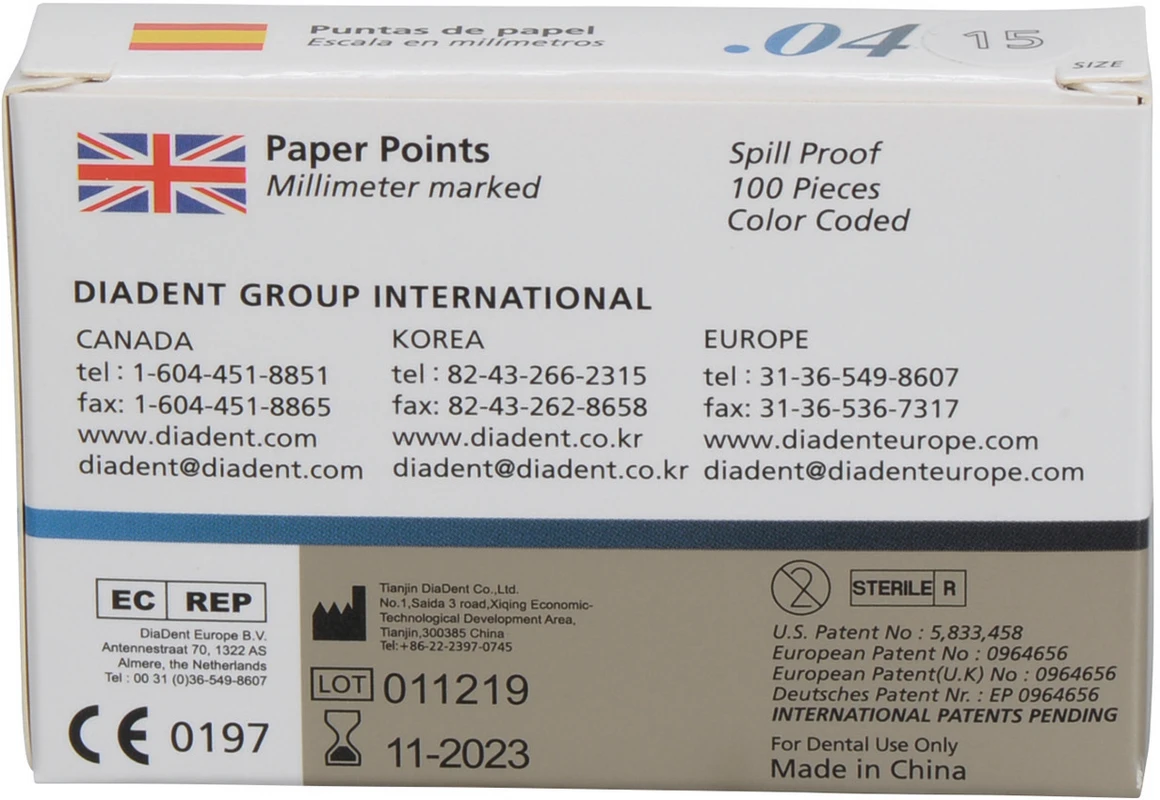 Puntas de papel
Escala en milímetros
.04 15
SIZE
Paper Points
Millimeter marked
Spill Proof
100 Pieces
Color Coded
DIADENT GROUP INTERNATIONAL
CANADA
tel : 1-604-451-8851
fax: 1-604-451-8865
www.diadent.com
diadent@diadent.com
KOREA
tel : 82-43-266-2315
fax: 82-43-262-8658
www.diadent.co.kr
diadent@diadent.co.kr
EUROPE
tel : 31-36-549-8607
fax: 31-36-536-7317
www.diadenteurope.com
diadent@diadenteurope.com
EC REP
DiaDent Europe B.V.
Antennestraat 70, 1322 AS
Almere, the Netherlands
Tel : 00 31 (0)36-549-8607
CE 0197
Tianjin DiaDent Co.,Ltd.
No.1,Saida 3 road,Xiqing Economic-
Technological Development Area,
Tianjin,300385 China
Tel:+86-22-2397-0745
LOT 011219
11-2023
2 STERILE R
U.S. Patent No : 5,833,458
European Patent No : 0964656
European Patent(U.K) No : 0964656
Deutsches Patent Nr. : EP 0964656
INTERNATIONAL PATENTS PENDING
For Dental Use Only
Made in China